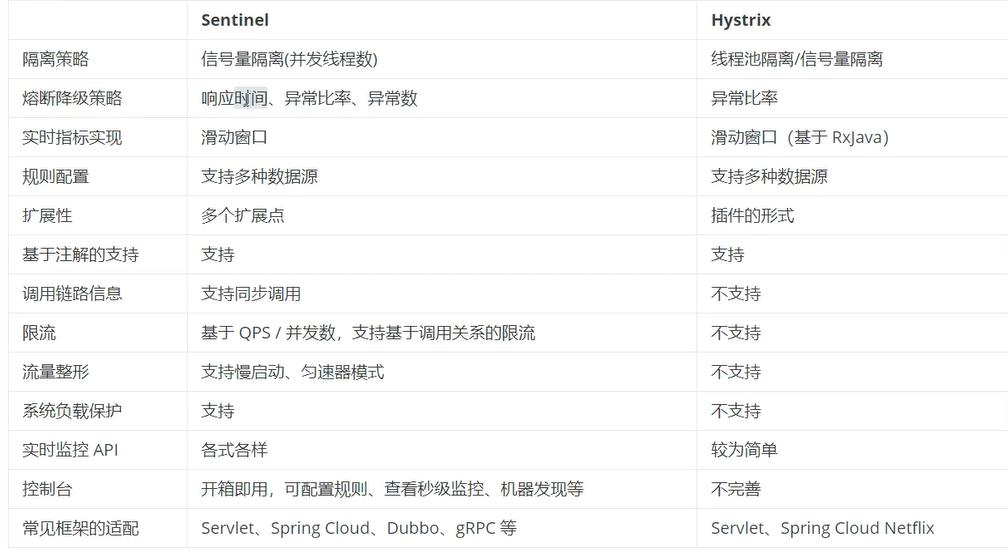 Sentinel Hystrix
隔离策略 信号量隔离(并发线程数) 线程池隔离/信号量隔离
熔断降级策略 响应时间、异常比率、异常数 异常比率
实时指标实现 滑动窗口 滑动窗口（基于 RxJava）
规则配置 支持多种数据源 支持多种数据源
扩展性 多个扩展点 插件的形式
基于注解的支持 支持 支持
调用链路信息 支持同步调用 不支持
限流 基于 QPS / 并发数，支持基于调用关系的限流 不支持
流量整形 支持慢启动、匀速器模式 不支持
系统负载保护 支持 不支持
实时监控 API 各式各样 较为简单
控制台 开箱即用，可配置规则、查看秒级监控、机器发现等 不完善
常见框架的适配 Servlet、Spring Cloud、Dubbo、gRPC 等 Servlet、Spring Cloud Netflix